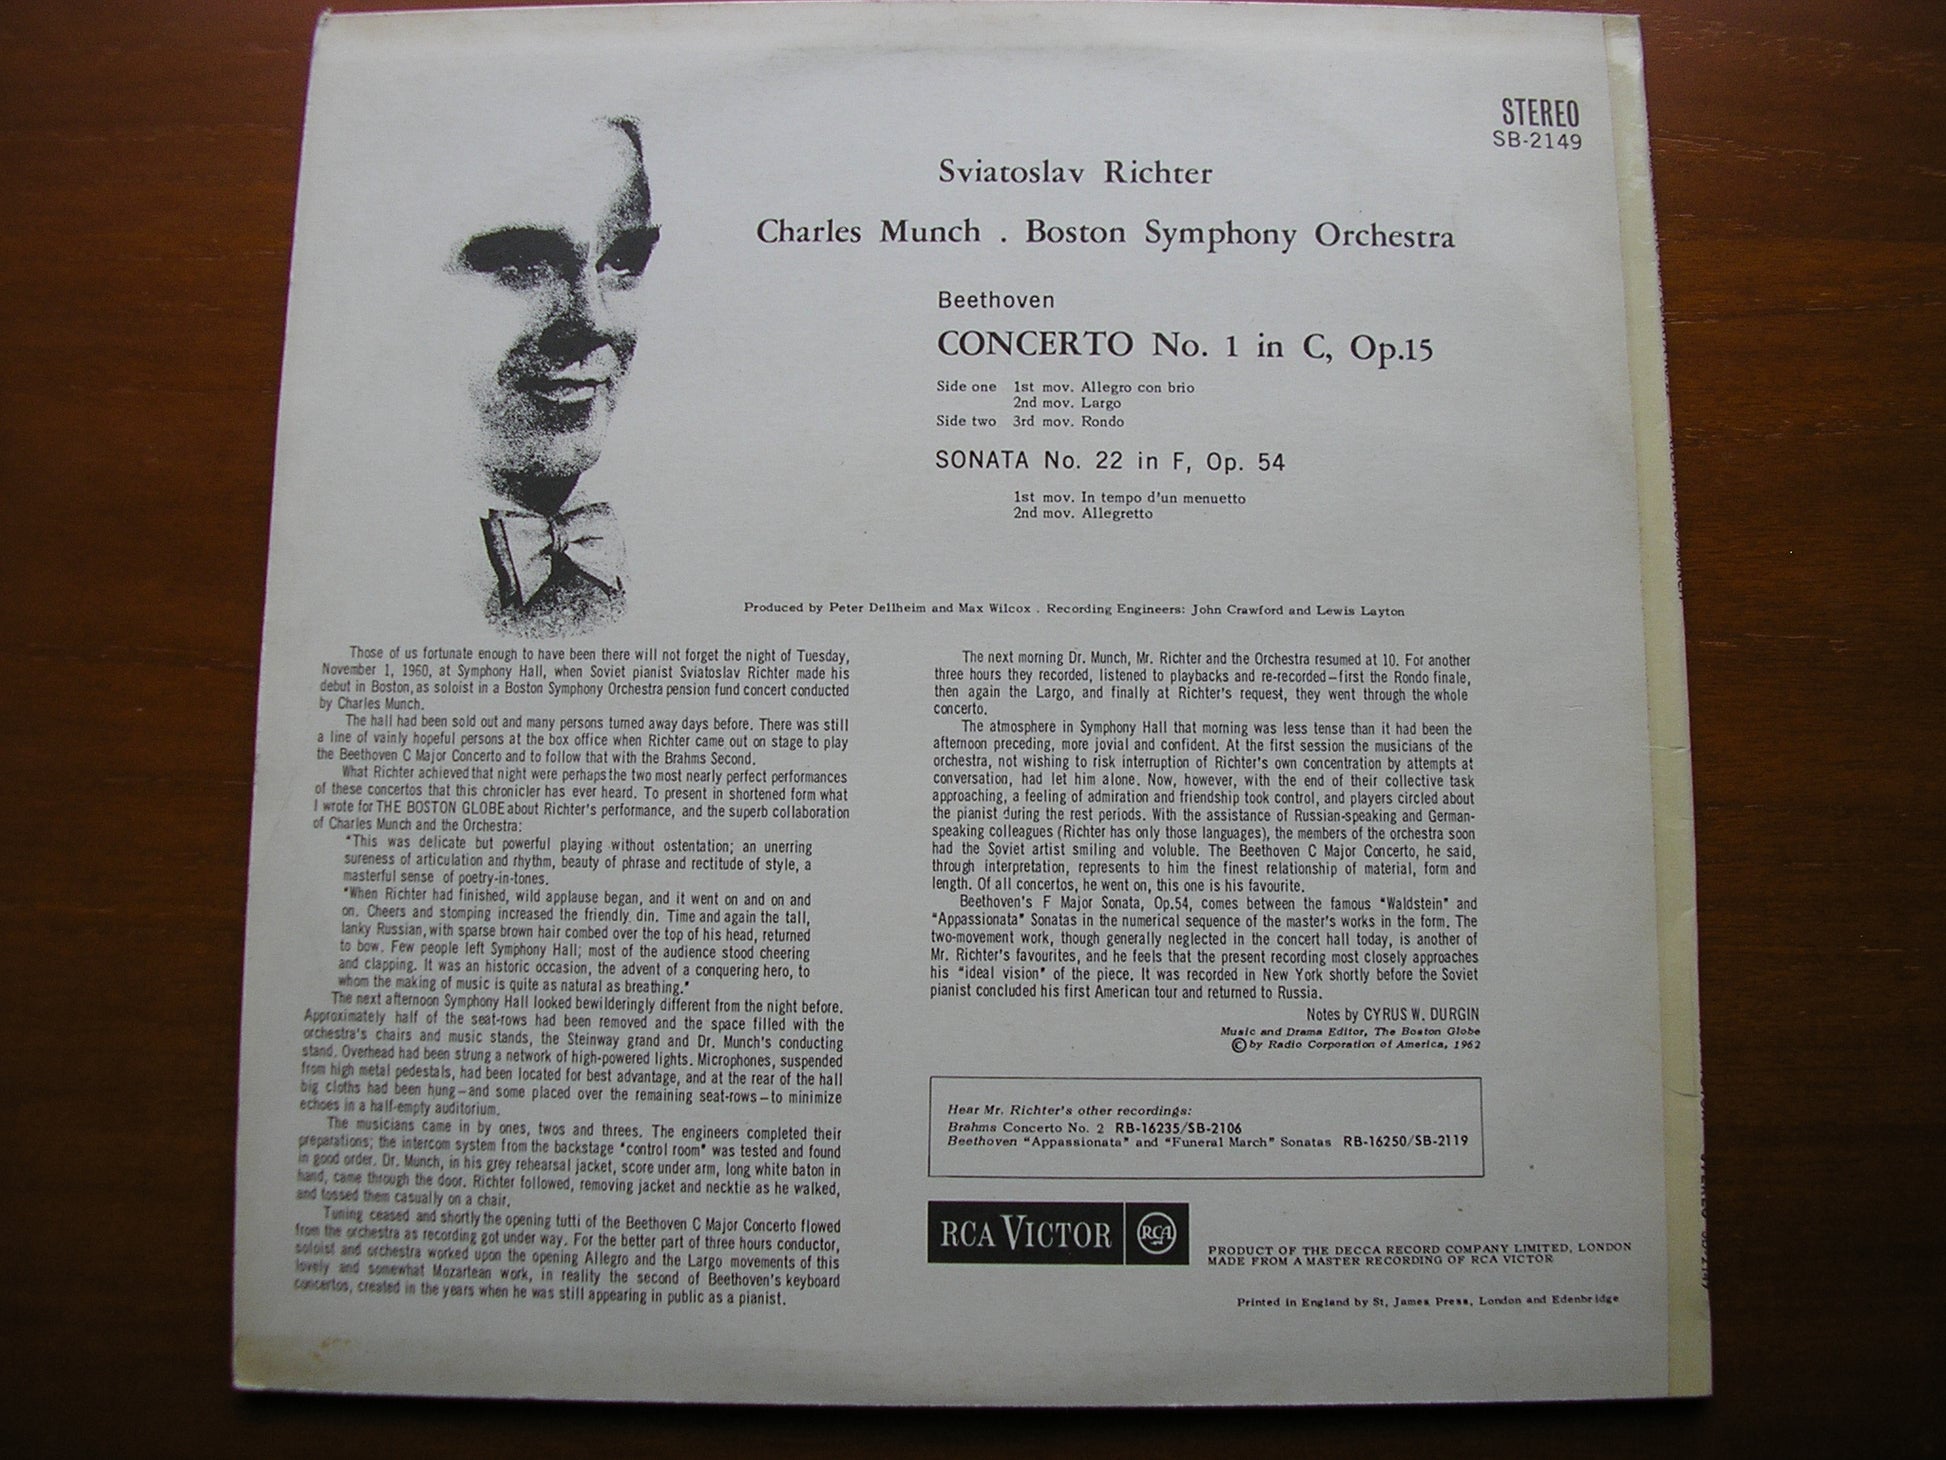 STEREO
SB-2149
Sviatoslav Richter
Charles Munch . Boston Symphony Orchestra
Beethoven
CONCERTO No. 1 in C, Op.15
Side one 1st mov. Allegro con brio
2nd mov. Largo
Side two 3rd mov. Rondo
SONATA No. 22 in F, Op. 54
1st mov. In tempo d'un menuetto
2nd mov. Allegretto
Produced by Peter Dellheim and Max Wilcox . Recording Engineers: John Crawford and Lewis Layton
Those of us fortunate enough to have been there will not forget the night of Tuesday,
November 1, 1960, at Symphony Hall, when Soviet pianist Sviatoslav Richter made his
debut in Boston, as soloist in a Boston Symphony Orchestra pension fund concert conducted
by Charles Munch.
The hall had been sold out and many persons turned away days before. There was still
a line of vainly hopeful persons at the box office when Richter came out on stage to play
the Beethoven C Major Concerto and to follow that with the Brahms Second.
What Richter achieved that night were perhaps the two most nearly perfect performances
of these concertos that this chronicler has ever heard. To present in shortened form what
I wrote for THE BOSTON GLOBE about Richter's performance, and the superb collaboration
of Charles Munch and the Orchestra:
"This was delicate but powerful playing without ostentation; an unerring
sureness of articulation and rhythm, beauty of phrase and rectitude of style, a
masterful sense of poetry-in-tones.
"When Richter had finished, wild applause began, and it went on and on and
on. Cheers and stomping increased the friendly din. Time and again the tall,
lanky Russian, with sparse brown hair combed over the top of his head, returned
to bow. Few people left Symphony Hall; most of the audience stood cheering
and clapping. It was an historic occasion, the advent of a conquering hero, to
whom the making of music is quite as natural as breathing."
The next afternoon Symphony Hall looked bewilderingly different from the night before.
Approximately half of the seat-rows had been removed and the space filled with the
orchestra's chairs and music stands, the Steinway grand and Dr. Munch's conducting
stand. Overhead had been strung a network of high-powered lights. Microphones, suspended
from high metal pedestals, had been located for best advantage, and at the rear of the hall
big cloths had been hung—and some placed over the remaining seat-rows—to minimize
echoes in a half-empty auditorium.
The musicians came in by ones, twos and threes. The engineers completed their
preparations; the intercom system from the backstage "control room" was tested and found
in good order. Dr. Munch, in his grey rehearsal jacket, score under arm, long white baton in
hand, came through the door. Richter followed, removing jacket and necktie as he walked,
and tossed them casually on a chair.
Tuning ceased and shortly the opening tutti of the Beethoven C Major Concerto flowed
from the orchestra as recording got under way. For the better part of three hours conductor,
soloist and orchestra worked upon the opening Allegro and the Largo movements of this
lovely and somewhat Mozartean work, in reality the second of Beethoven's keyboard
concertos, created in the years when he was still appearing in public as a pianist.
The next morning Dr. Munch, Mr. Richter and the Orchestra resumed at 10. For another
three hours they recorded, listened to playbacks and re-recorded—first the Rondo finale,
then again the Largo, and finally at Richter's request, they went through the whole
concerto.
The atmosphere in Symphony Hall that morning was less tense than it had been the
afternoon preceding, more jovial and confident. At the first session the musicians of the
orchestra, not wishing to risk interruption of Richter's own concentration by attempts at
conversation, had let him alone. Now, however, with the end of their collective task
approaching, a feeling of admiration and friendship took control, and players circled about
the pianist during the rest periods. With the assistance of Russian-speaking and German-
speaking colleagues (Richter has only those languages), the members of the orchestra soon
had the Soviet artist smiling and voluble. The Beethoven C Major Concerto, he said,
through interpretation, represents to him the finest relationship of material, form and
length. Of all concertos, he went on, this one is his favourite.
Beethoven's F Major Sonata, Op.54, comes between the famous "Waldstein" and
"Appassionata" Sonatas in the numerical sequence of the master's works in the form. The
two-movement work, though generally neglected in the concert hall today, is another of
Mr. Richter's favourites, and he feels that the present recording most closely approaches
his "ideal vision" of the piece. It was recorded in New York shortly before the Soviet
pianist concluded his first American tour and returned to Russia.
Notes by CYRUS W. DURGIN
Music and Drama Editor, The Boston Globe
© by Radio Corporation of America, 1962
Hear Mr. Richter's other recordings:
Brahms Concerto No. 2 RB-16235/SB-2106
Beethoven "Appassionata" and "Funeral March" Sonatas RB-16250/SB-2119
RCA VICTOR RCA
PRODUCT OF THE DECCA RECORD COMPANY LIMITED, LONDON
MADE FROM A MASTER RECORDING OF RCA VICTOR
Printed in England by St. James Press, London and Edenbridge